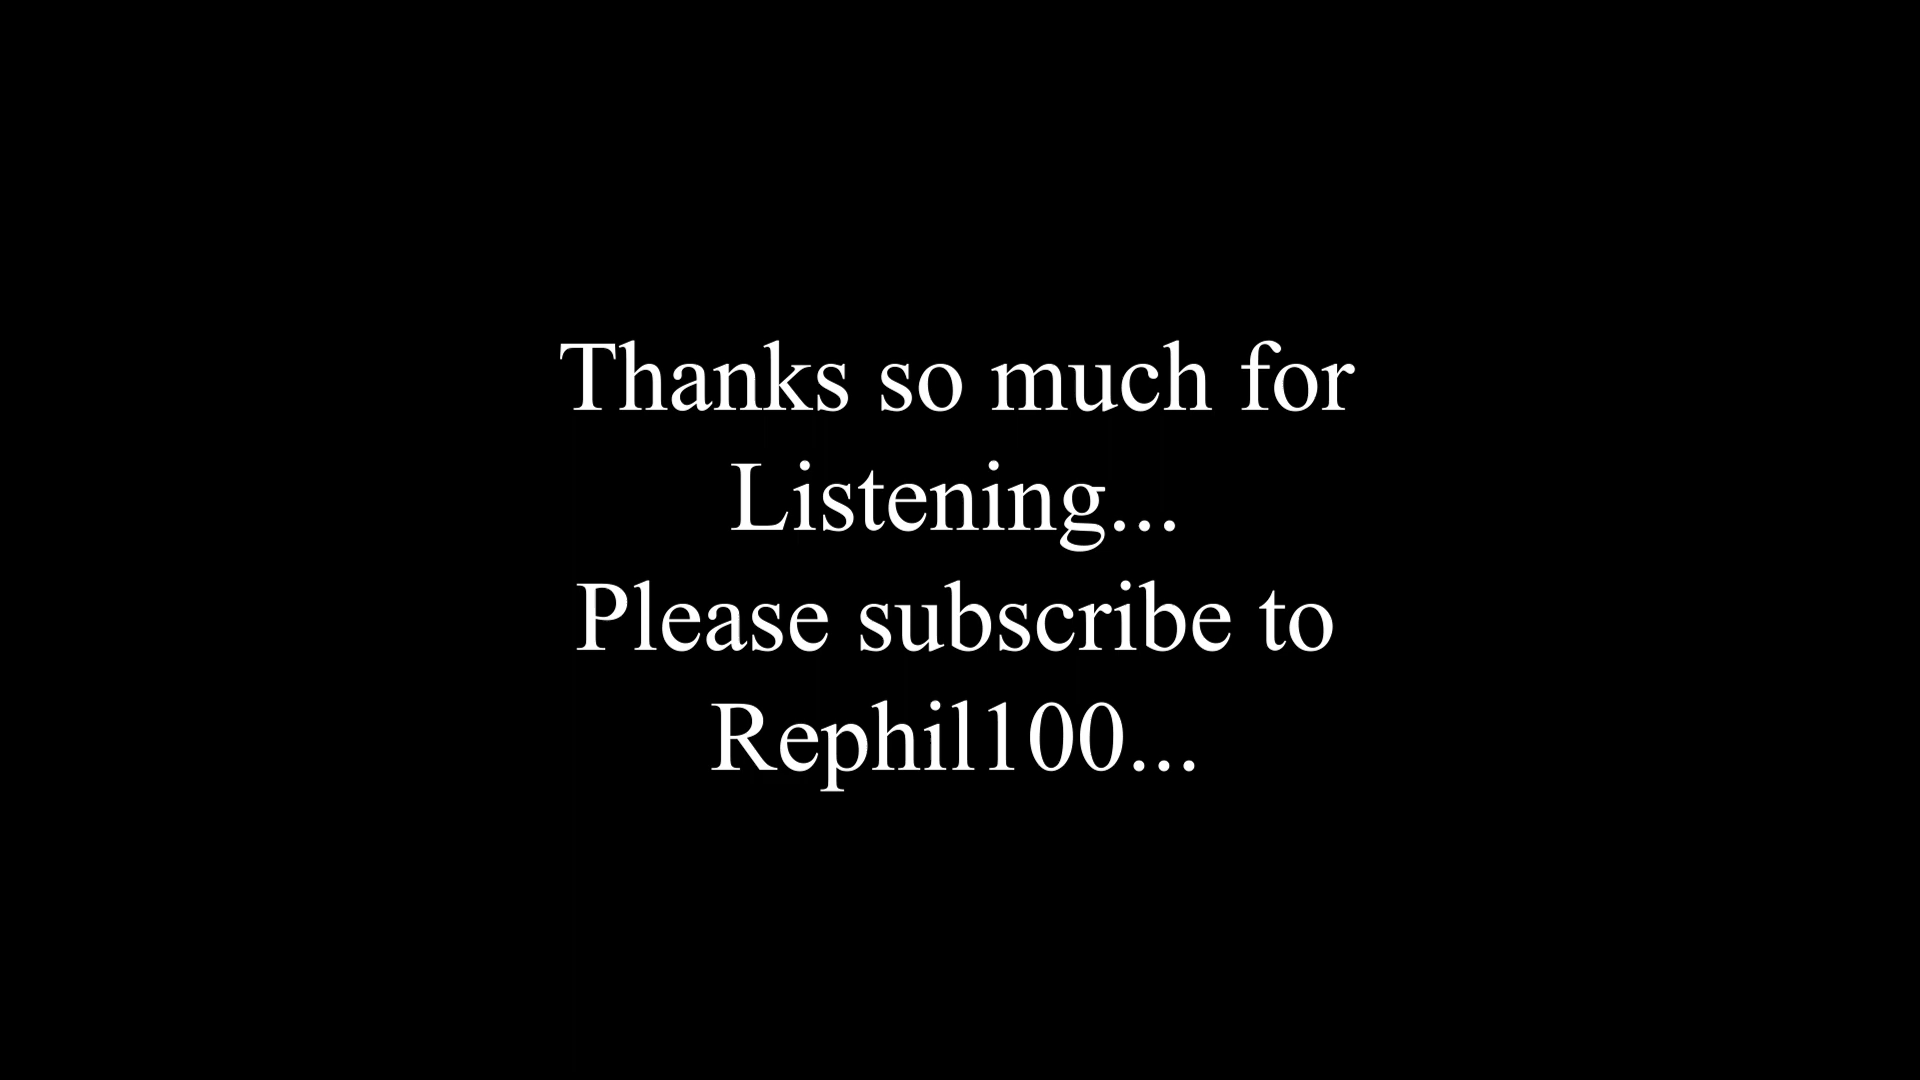 Thanks so much for
Listening...
Please subscribe to
Rephil100...